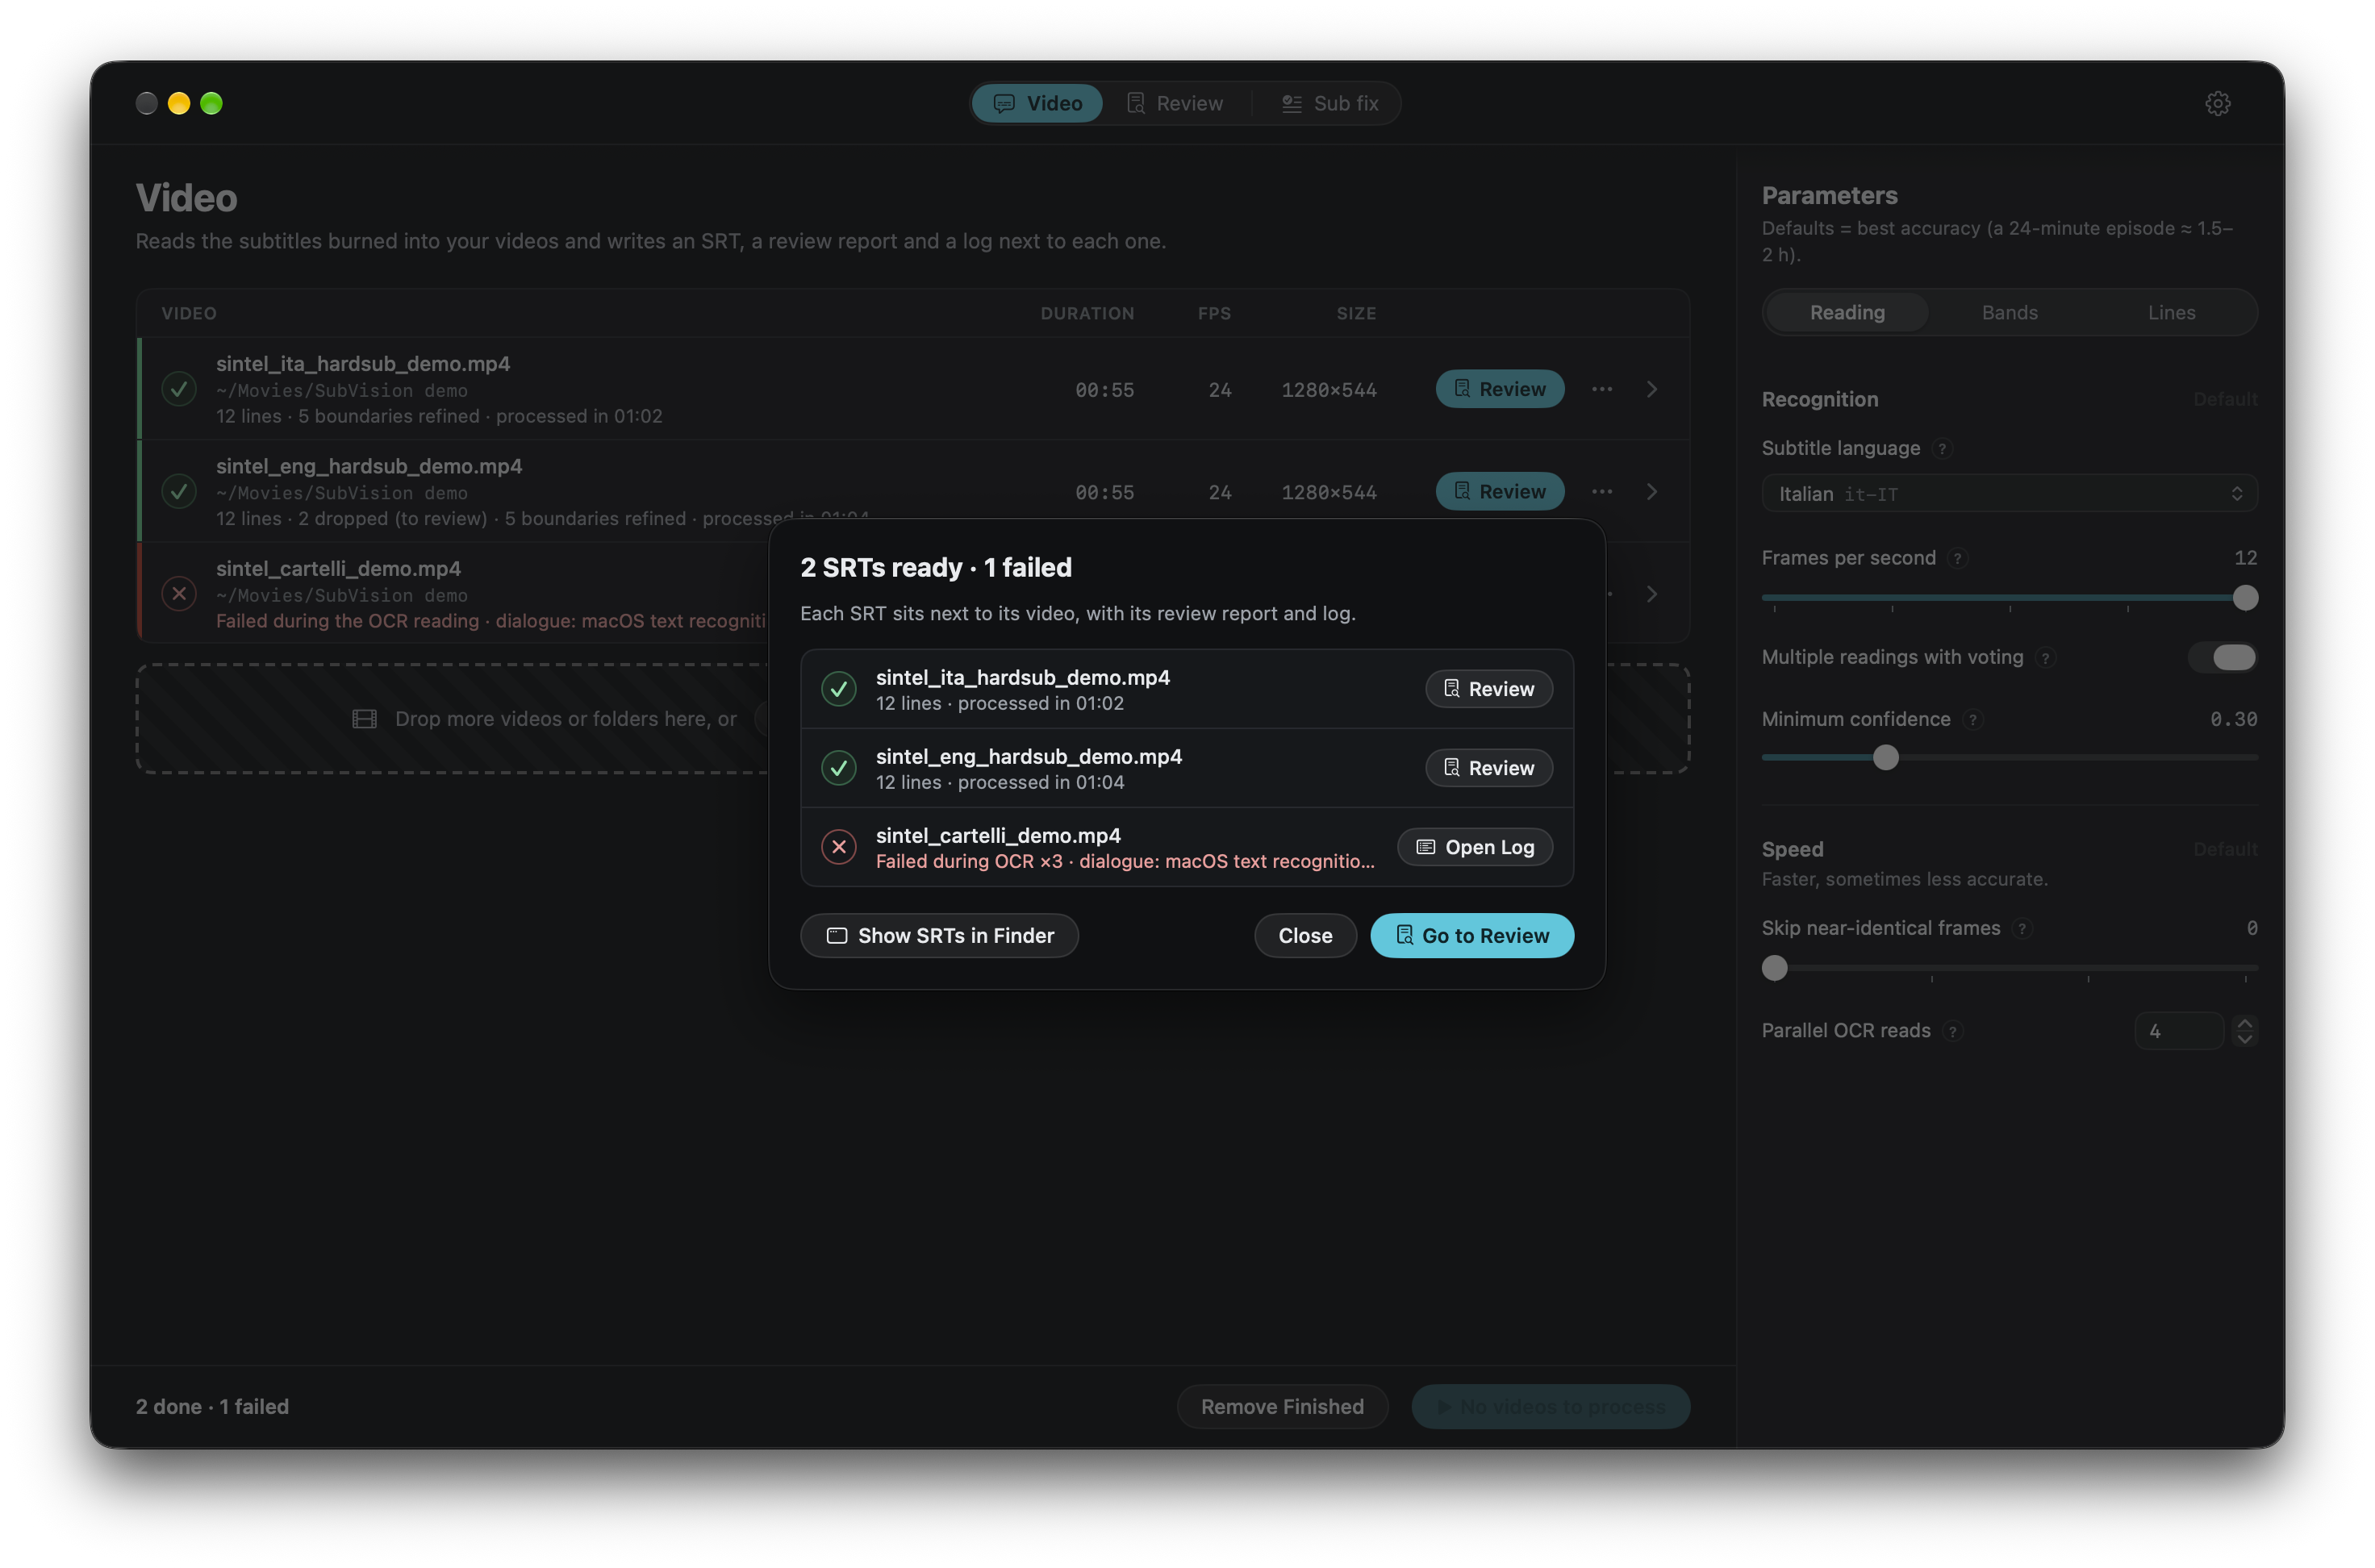 Video
Review
Sub fix
Video
Reads the subtitles burned into your videos and writes an SRT, a review report and a log next to each one.
VIDEO DURATION FPS SIZE
sintel_ita_hardsub_demo.mp4
~/Movies/SubVision demo
12 lines · 5 boundaries refined · processed in 01:02
00:55 24 1280×544
Review
sintel_eng_hardsub_demo.mp4
~/Movies/SubVision demo
12 lines · 2 dropped (to review) · 5 boundaries refined · processed in 01:04
00:55 24 1280×544
Review
sintel_cartelli_demo.mp4
~/Movies/SubVision demo
Failed during the OCR reading · dialogue: macOS text recogniti
Drop more videos or folders here, or
2 SRTs ready · 1 failed
Each SRT sits next to its video, with its review report and log.
sintel_ita_hardsub_demo.mp4
12 lines · processed in 01:02
Review
sintel_eng_hardsub_demo.mp4
12 lines · processed in 01:04
Review
sintel_cartelli_demo.mp4
Failed during OCR ×3 · dialogue: macOS text recognitio...
Open Log
Show SRTs in Finder
Close
Go to Review
2 done · 1 failed
Remove Finished
No videos to process
Parameters
Defaults = best accuracy (a 24-minute episode ≈ 1.5–
2 h).
Reading
Bands
Lines
Recognition
Default
Subtitle language ?
Italian it-IT
Frames per second ? 12
Multiple readings with voting ?
Minimum confidence ? 0.30
Speed
Default
Faster, sometimes less accurate.
Skip near-identical frames ? 0
Parallel OCR reads ? 4